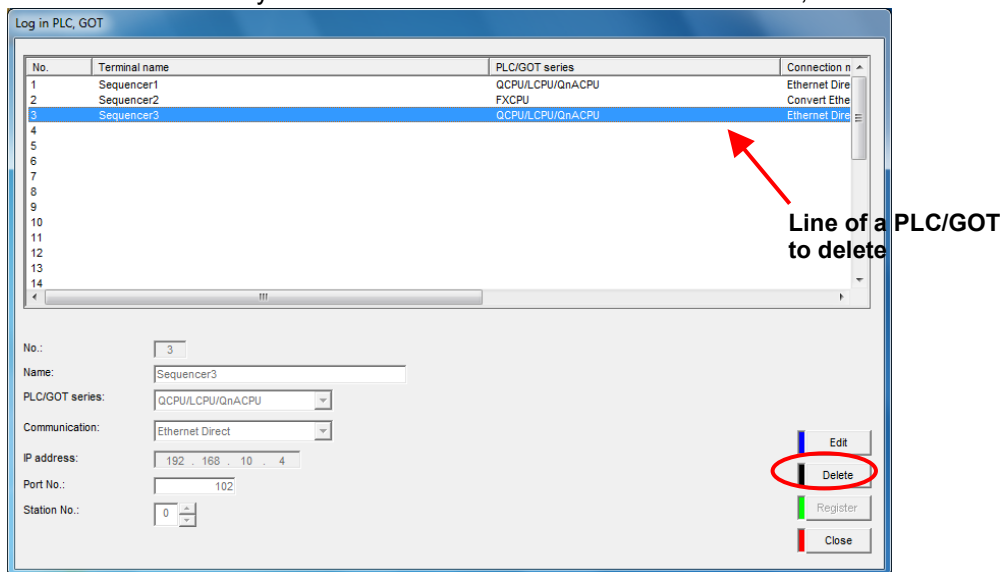 Log in PLC, GOT
No. Terminal name PLC/GOT series Connection n
1 Sequencer1 QCPU/LCPU/QnACPU Ethernet Dire
2 Sequencer2 FXCPU Convert Ethe
3 Sequencer3 QCPU/LCPU/QnACPU Ethernet Dire
4
5
6
7
8
9
10
11
12
13
14
Line of a PLC/GOT
to delete
No.: 3
Name: Sequencer3
PLC/GOT series: QCPU/LCPU/QnACPU
Communication: Ethernet Direct
IP address: 192 . 168 . 10 . 4
Port No.: 102
Station No.: 0
Edit
Delete
Register
Close